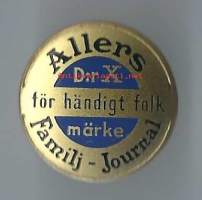 Allers
Dr X
för händigt folk
märke
Familj-Journal